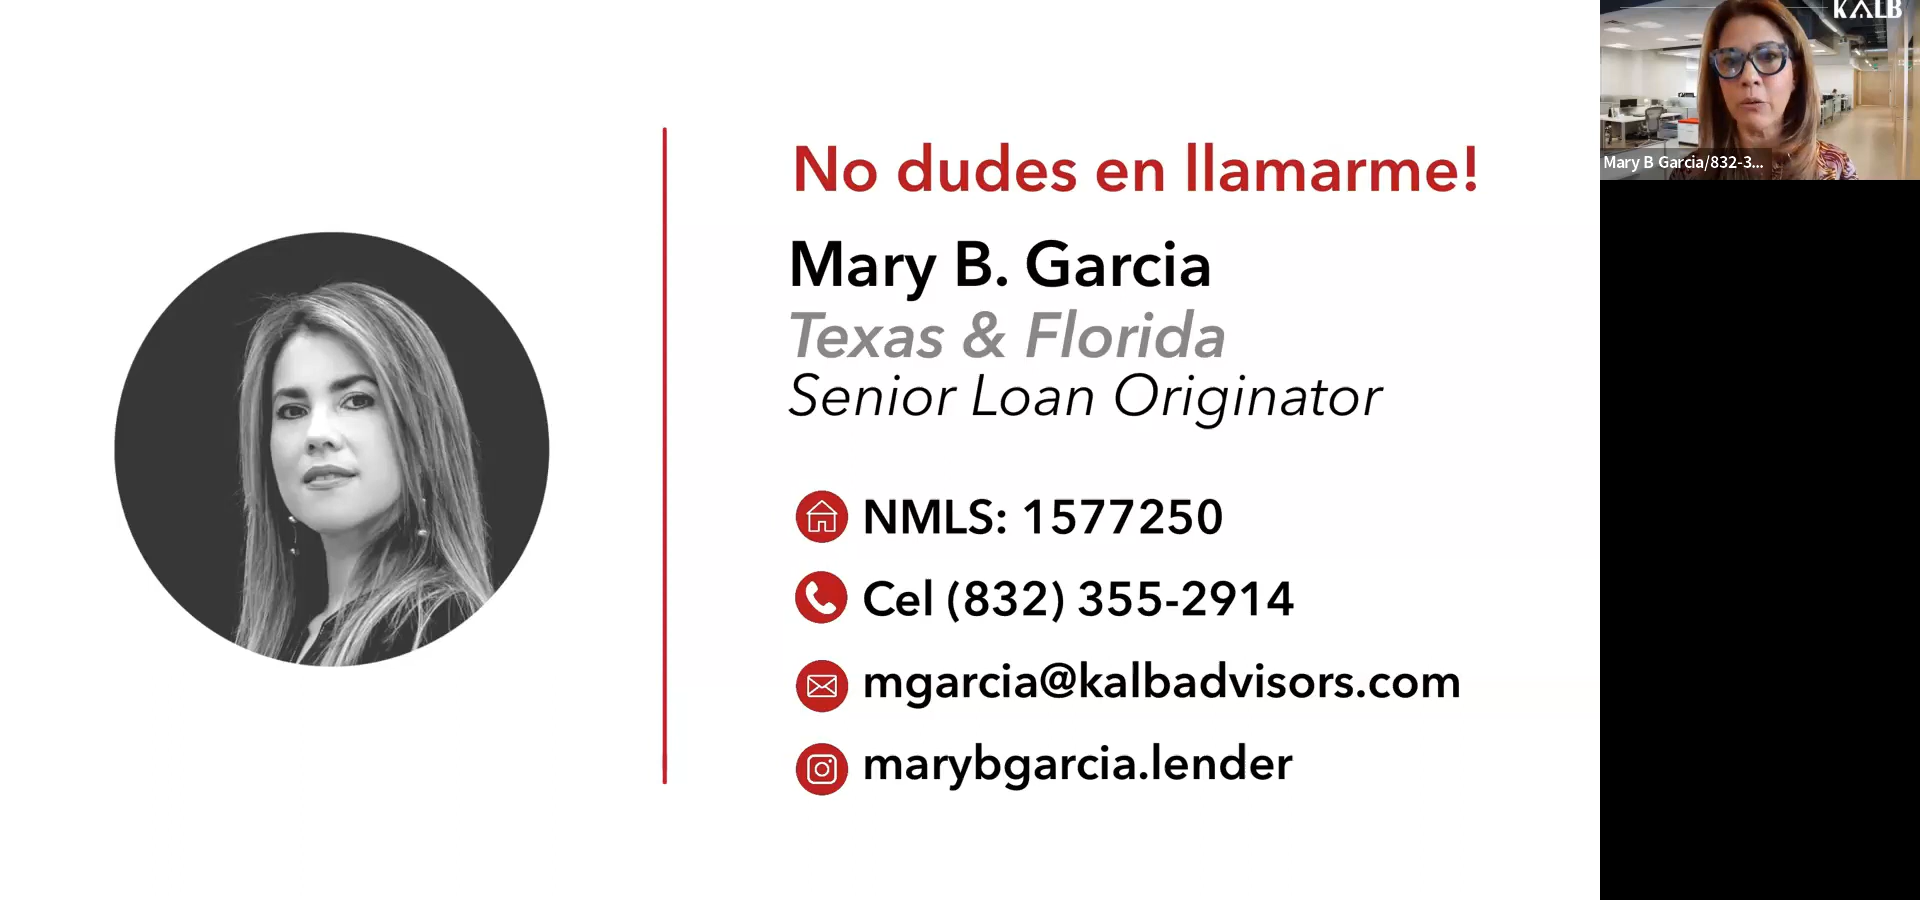 No dudes en llamarme!
Mary B. Garcia
Texas & Florida
Senior Loan Originator
NMLS: 1577250
Cel (832) 355-2914
mgarcia@kalbadvisors.com
marybgarcia.lender
KALB
Mary B Garcia/832-3...